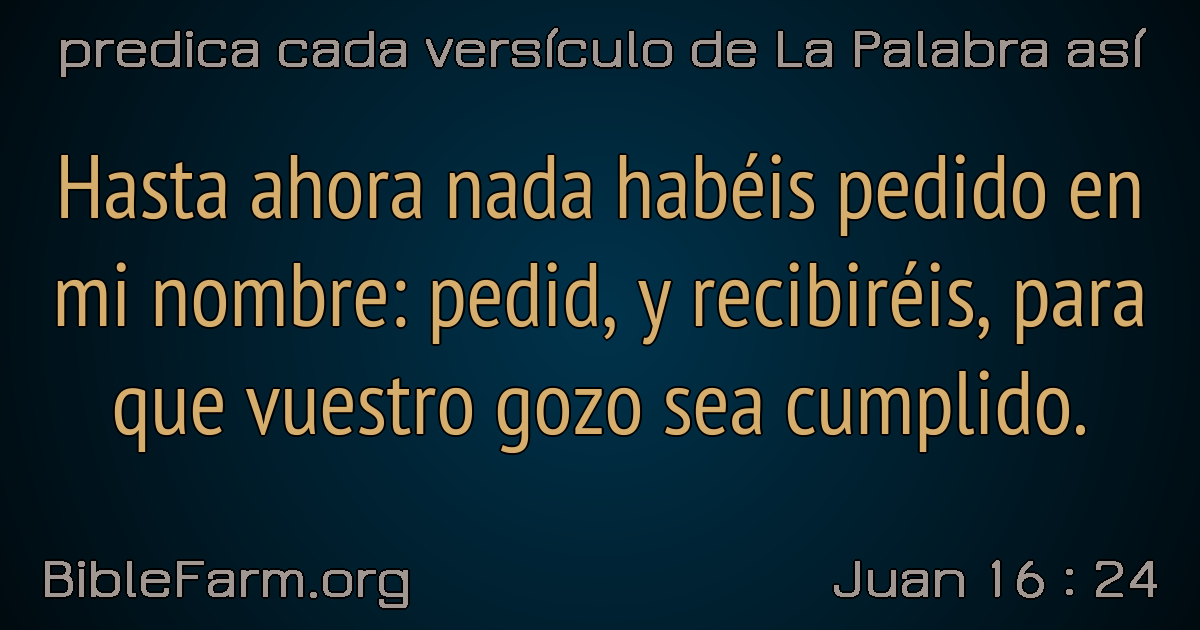 predica cada versículo de La Palabra así
Hasta ahora nada habéis pedido en
mi nombre: pedid, y recibiréis, para
que vuestro gozo sea cumplido.
BibleFarm.org
Juan 16 : 24